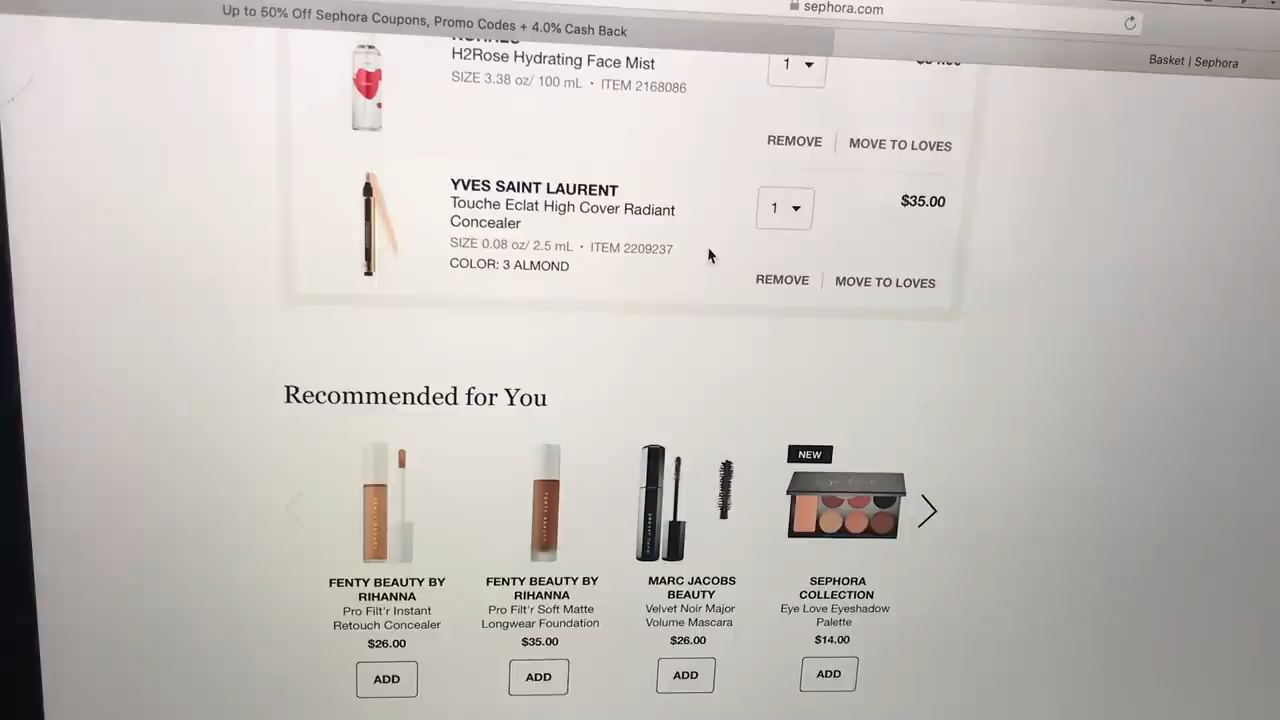 Up to 50% Off Sephora Coupons, Promo Codes + 4.0% Cash Back
sephora.com
Basket | Sephora
H2Rose Hydrating Face Mist
SIZE 3.38 oz/ 100 mL • ITEM 2168086
1
REMOVE
MOVE TO LOVES
YVES SAINT LAURENT
Touche Eclat High Cover Radiant
Concealer
SIZE 0.08 oz/ 2.5 mL • ITEM 2209237
COLOR: 3 ALMOND
1
$35.00
REMOVE
MOVE TO LOVES
Recommended for You
NEW
FENTY BEAUTY BY
RIHANNA
Pro Filt'r Instant
Retouch Concealer
$26.00
ADD
FENTY BEAUTY BY
RIHANNA
Pro Filt'r Soft Matte
Longwear Foundation
$35.00
ADD
MARC JACOBS
BEAUTY
Velvet Noir Major
Volume Mascara
$26.00
ADD
SEPHORA
COLLECTION
Eye Love Eyeshadow
Palette
$14.00
ADD